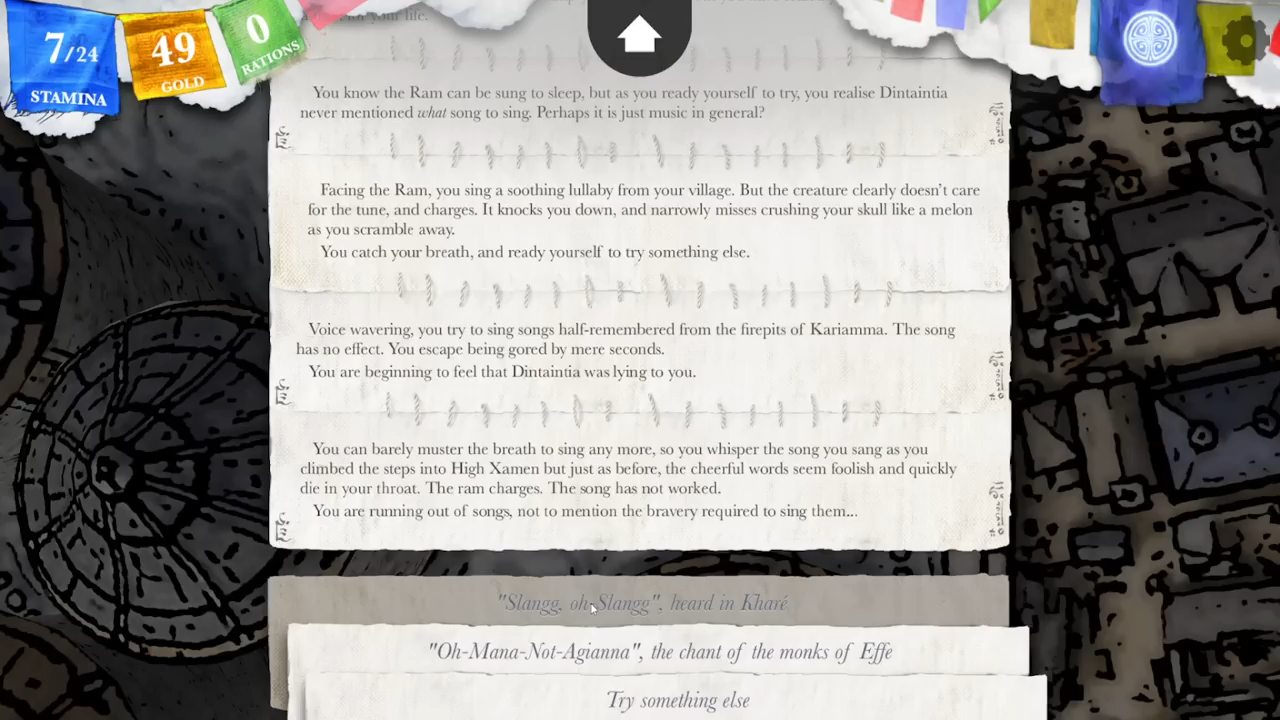 7/24
STAMINA
49
GOLD
0
RATIONS
for your life.
You know the Ram can be sung to sleep, but as you ready yourself to try, you realise Dintaintia
never mentioned what song to sing. Perhaps it is just music in general?
Facing the Ram, you sing a soothing lullaby from your village. But the creature clearly doesn't care
for the tune, and charges. It knocks you down, and narrowly misses crushing your skull like a melon
as you scramble away.
You catch your breath, and ready yourself to try something else.
Voice wavering, you try to sing songs half-remembered from the firepits of Kariamma. The song
has no effect. You escape being gored by mere seconds.
You are beginning to feel that Dintaintia was lying to you.
You can barely muster the breath to sing any more, so you whisper the song you sang as you
climbed the steps into High Xamen but just as before, the cheerful words seem foolish and quickly
die in your throat. The ram charges. The song has not worked.
You are running out of songs, not to mention the bravery required to sing them...
"Slangg, oh Slangg", heard in Kharé
"Oh-Mana-Not-Agianna", the chant of the monks of Effe
Try something else